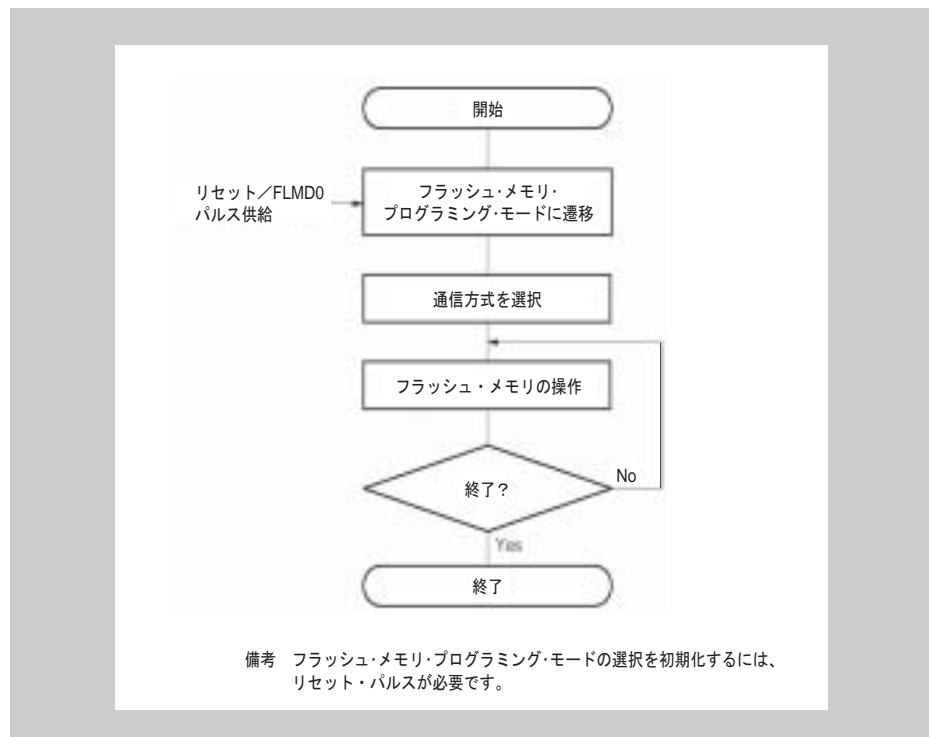 開始
リセット／FLMD0
パルス供給
フラッシュ・メモリ・
プログラミング・モードに遷移
通信方式を選択
フラッシュ・メモリの操作
終了？
No
Yes
終了
備考　フラッシュ・メモリ・プログラミング・モードの選択を初期化するには、
リセット・パルスが必要です。